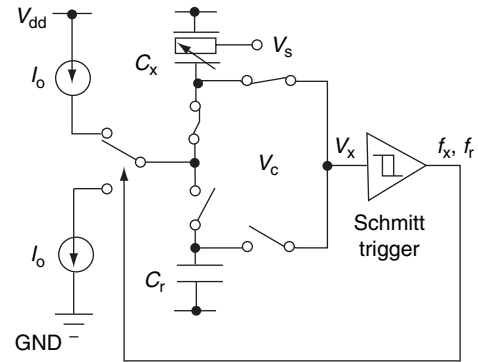 V_dd
I_o
C_x
V_s
V_c
V_x
f_x, f_r
Schmitt
trigger
I_o
C_r
GND